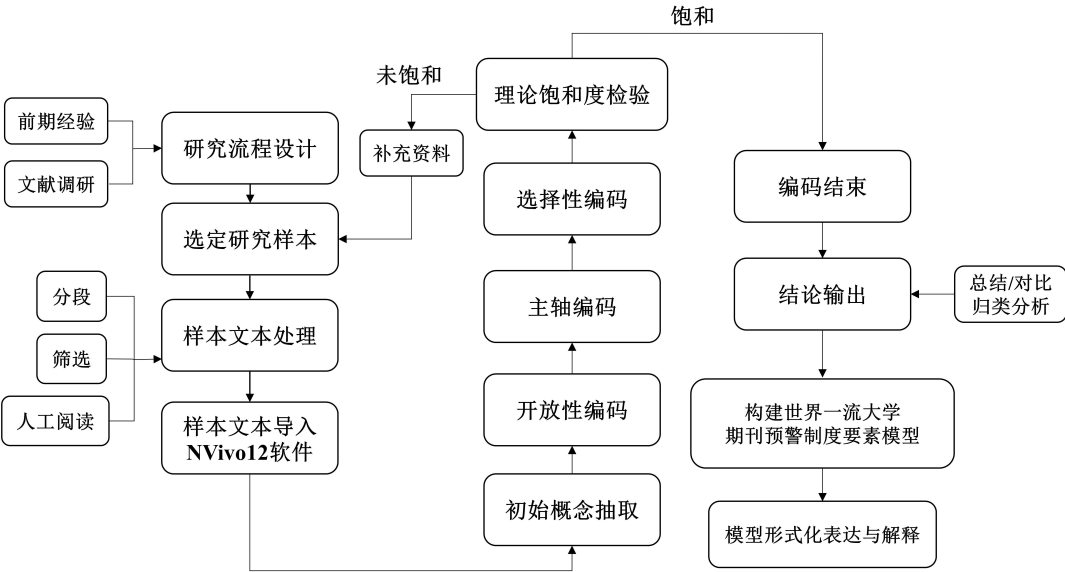 前期经验
文献调研
研究流程设计
选定研究样本
分段
筛选
人工阅读
样本文本处理
样本文本导入
NVivo12软件
初始概念抽取
开放性编码
主轴编码
选择性编码
理论饱和度检验
未饱和
补充资料
饱和
编码结束
结论输出
总结/对比
归类分析
构建世界一流大学
期刊预警制度要素模型
模型形式化表达与解释